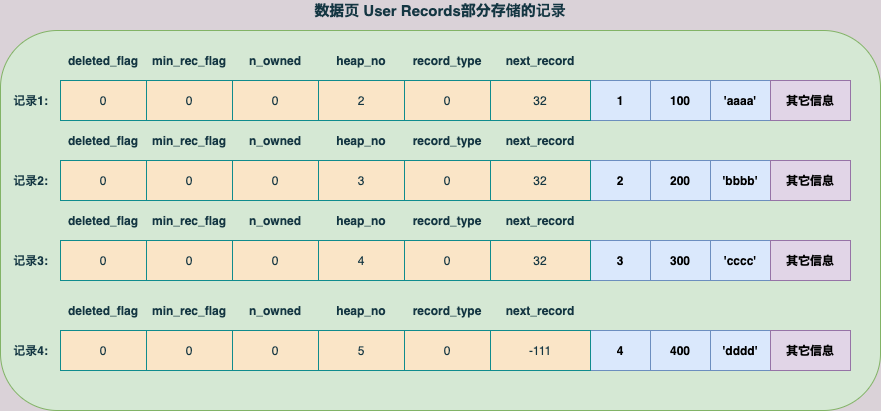 数据页 User Records部分存储的记录
deleted_flag min_rec_flag n_owned heap_no record_type next_record
记录1: 0 0 0 2 0 32 1 100 'aaaa' 其它信息
deleted_flag min_rec_flag n_owned heap_no record_type next_record
记录2: 0 0 0 3 0 32 2 200 'bbbb' 其它信息
deleted_flag min_rec_flag n_owned heap_no record_type next_record
记录3: 0 0 0 4 0 32 3 300 'cccc' 其它信息
deleted_flag min_rec_flag n_owned heap_no record_type next_record
记录4: 0 0 0 5 0 -111 4 400 'dddd' 其它信息